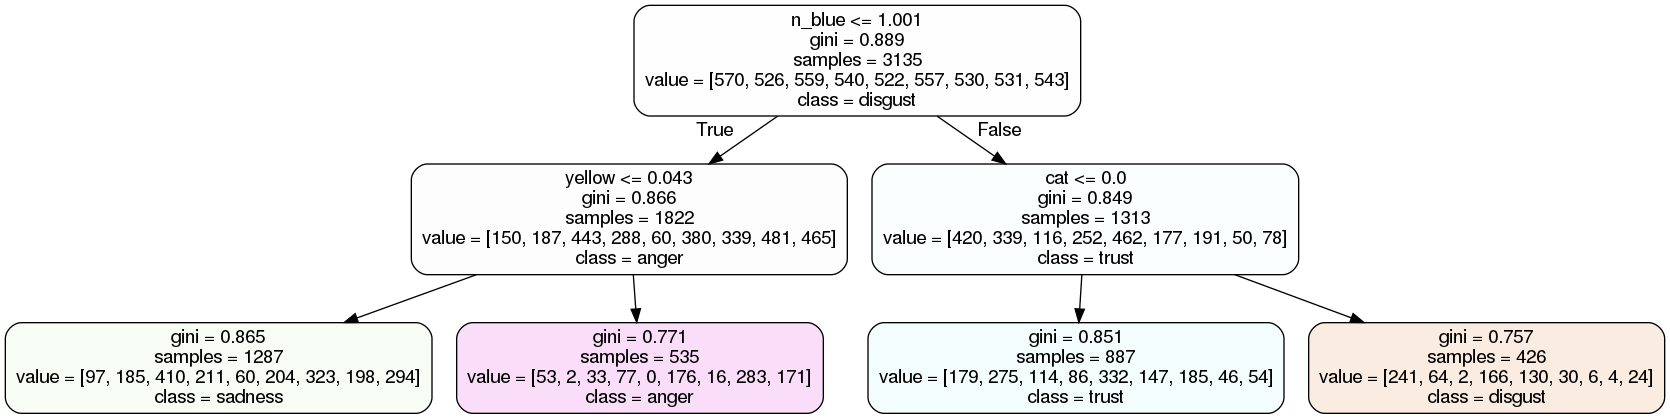 n_blue <= 1.001
gini = 0.889
samples = 3135
value = [570, 526, 559, 540, 522, 557, 530, 531, 543]
class = disgust
True
False
yellow <= 0.043
gini = 0.866
samples = 1822
value = [150, 187, 443, 288, 60, 380, 339, 481, 465]
class = anger
cat <= 0.0
gini = 0.849
samples = 1313
value = [420, 339, 116, 252, 462, 177, 191, 50, 78]
class = trust
gini = 0.865
samples = 1287
value = [97, 185, 410, 211, 60, 204, 323, 198, 294]
class = sadness
gini = 0.771
samples = 535
value = [53, 2, 33, 77, 0, 176, 16, 283, 171]
class = anger
gini = 0.851
samples = 887
value = [179, 275, 114, 86, 332, 147, 185, 46, 54]
class = trust
gini = 0.757
samples = 426
value = [241, 64, 2, 166, 130, 30, 6, 4, 24]
class = disgust